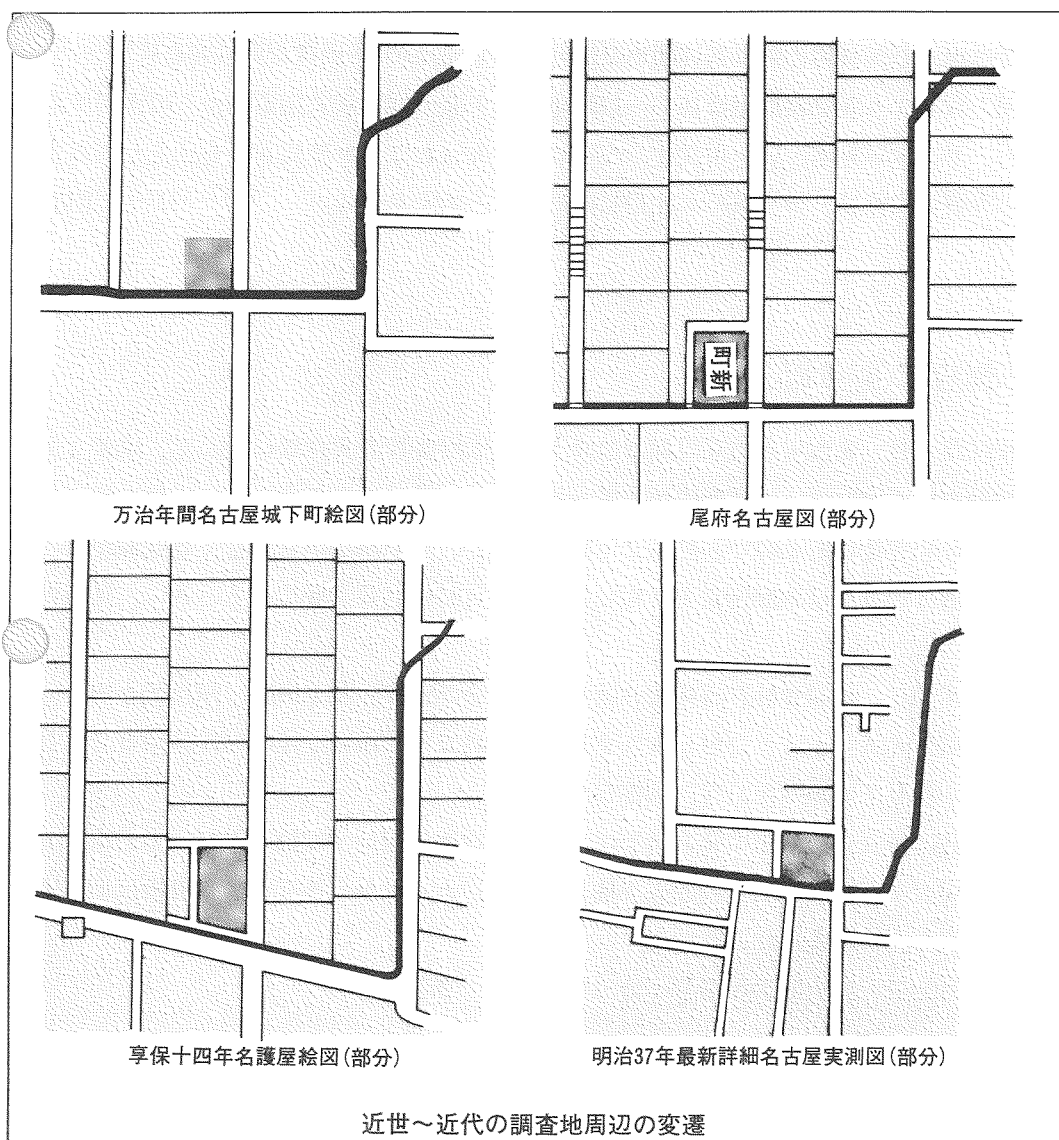 町新
万治年間名古屋城下町絵図(部分)
尾府名古屋図(部分)
享保十四年名護屋絵図(部分)
明治37年最新詳細名古屋実測図(部分)
近世～近代の調査地周辺の変遷